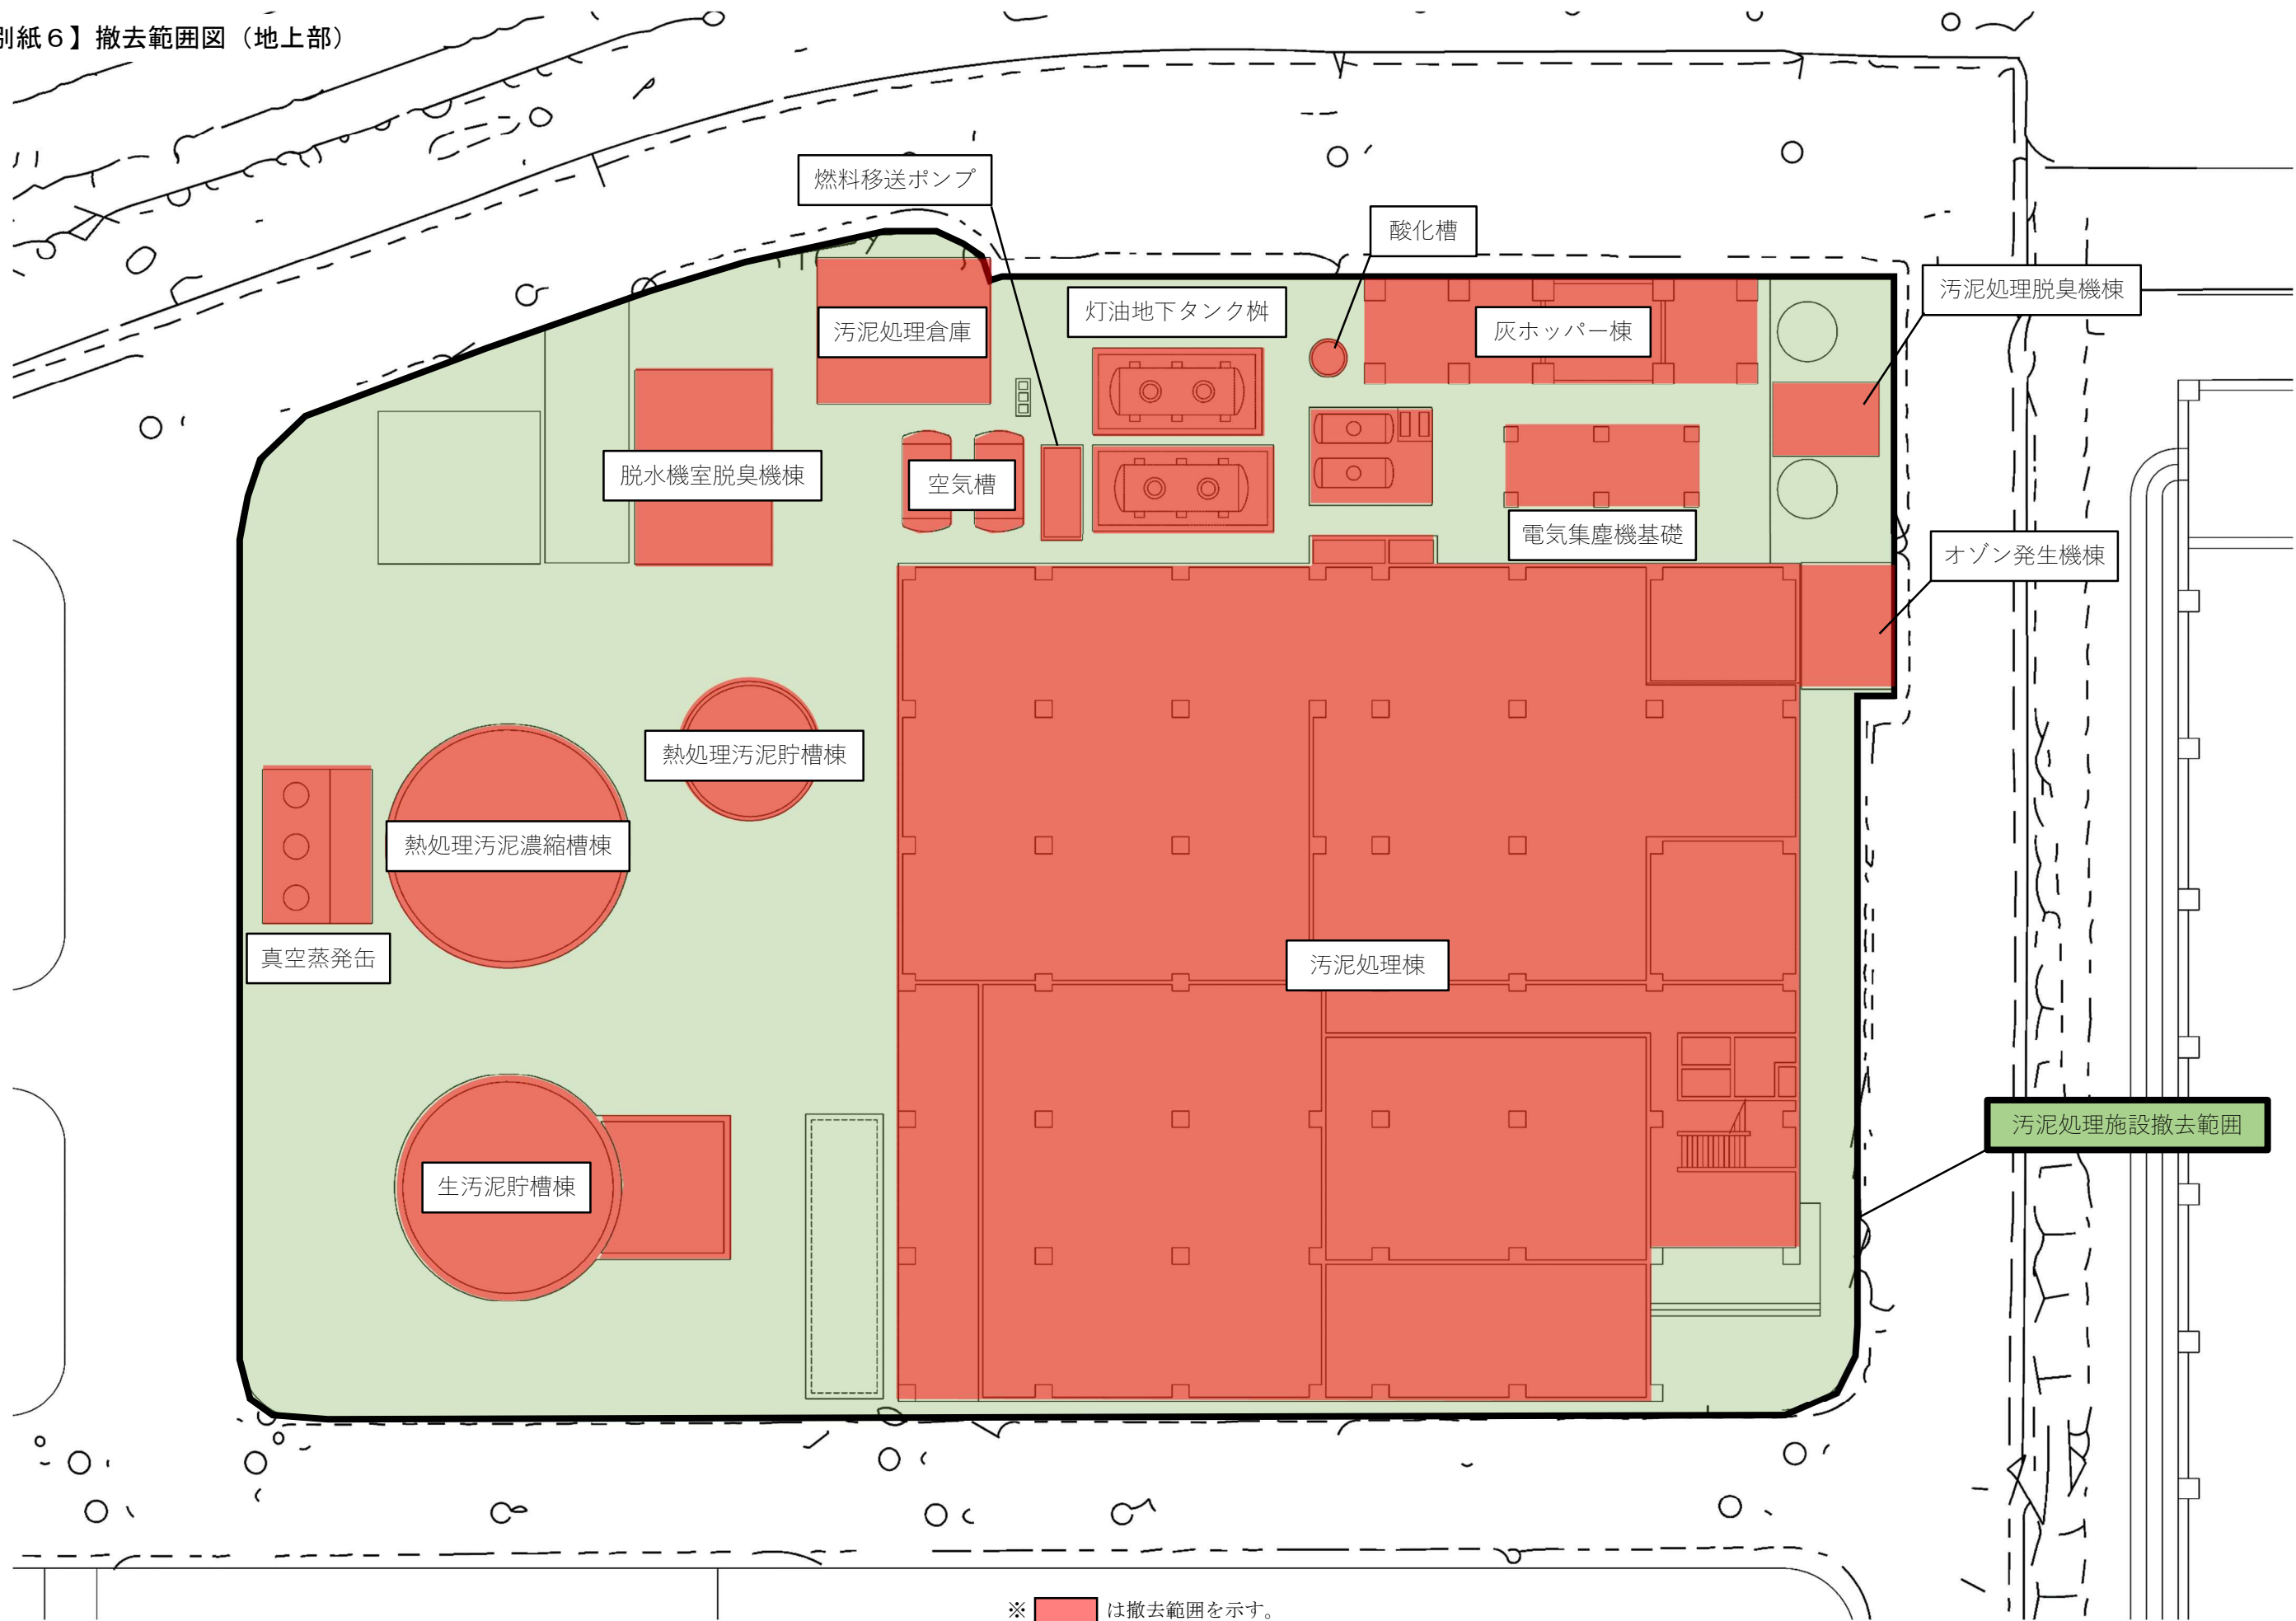 別紙６】撤去範囲図（地上部）
燃料移送ポンプ
酸化槽
汚泥処理脱臭機棟
灯油地下タンク桝
汚泥処理倉庫
灰ホッパー棟
脱水機室脱臭機棟
空気槽
電気集塵機基礎
オゾン発生機棟
熱処理汚泥貯槽棟
熱処理汚泥濃縮槽棟
真空蒸発缶
汚泥処理棟
汚泥処理施設撤去範囲
生汚泥貯槽棟
※ は撤去範囲を示す。